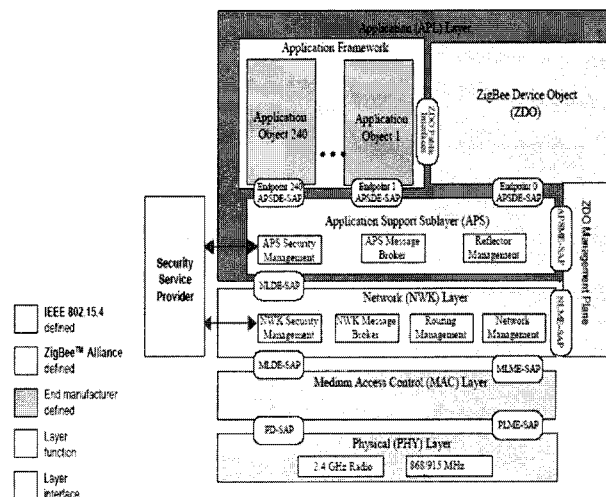 Application (APL) Layer
Application Framework
Application
Object 240
Application
Object 1
ZDO Public
Interfaces
ZigBee Device Object
(ZDO)
Endpoint 240
APSDE-SAP
Endpoint 1
APSDE-SAP
Endpoint 0
APSDE-SAP
Application Support Sublayer (APS)
APS Security
Management
APS Message
Broker
Reflector
Management
APSME-SAP
ZDO Management Plane
Security
Service
Provider
NLDE-SAP
Network (NWK) Layer
NWK Security
Management
NWK Message
Broker
Routing
Management
Network
Management
NLME-SAP
MLDE-SAP
MLME-SAP
Medium Access Control (MAC) Layer
PD-SAP
PLME-SAP
Physical (PHY) Layer
2.4 GHz Radio
868/915 MHz
IEEE 802.15.4
defined
ZigBee™ Alliance
defined
End manufacturer
defined
Layer
function
Layer
interface